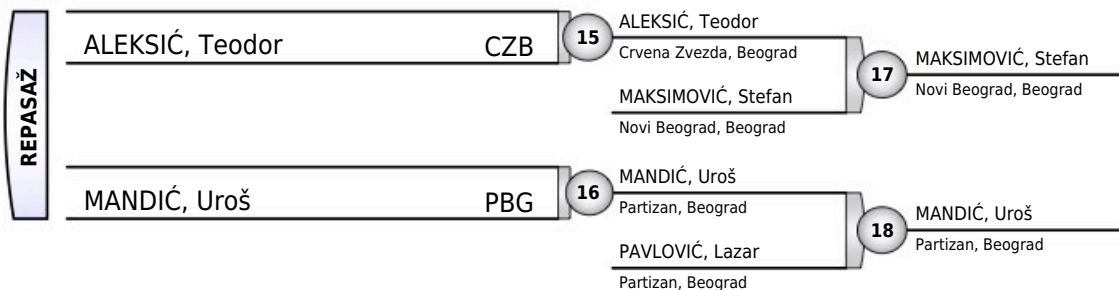 REPASAŽ
ALEKSIĆ, Teodor CZB
15
ALEKSIĆ, Teodor
Crvena Zvezda, Beograd
MAKSIMOVIĆ, Stefan
Novi Beograd, Beograd
17
MAKSIMOVIĆ, Stefan
Novi Beograd, Beograd
MANDIĆ, Uroš PBG
16
MANDIĆ, Uroš
Partizan, Beograd
PAVLOVIĆ, Lazar
Partizan, Beograd
18
MANDIĆ, Uroš
Partizan, Beograd